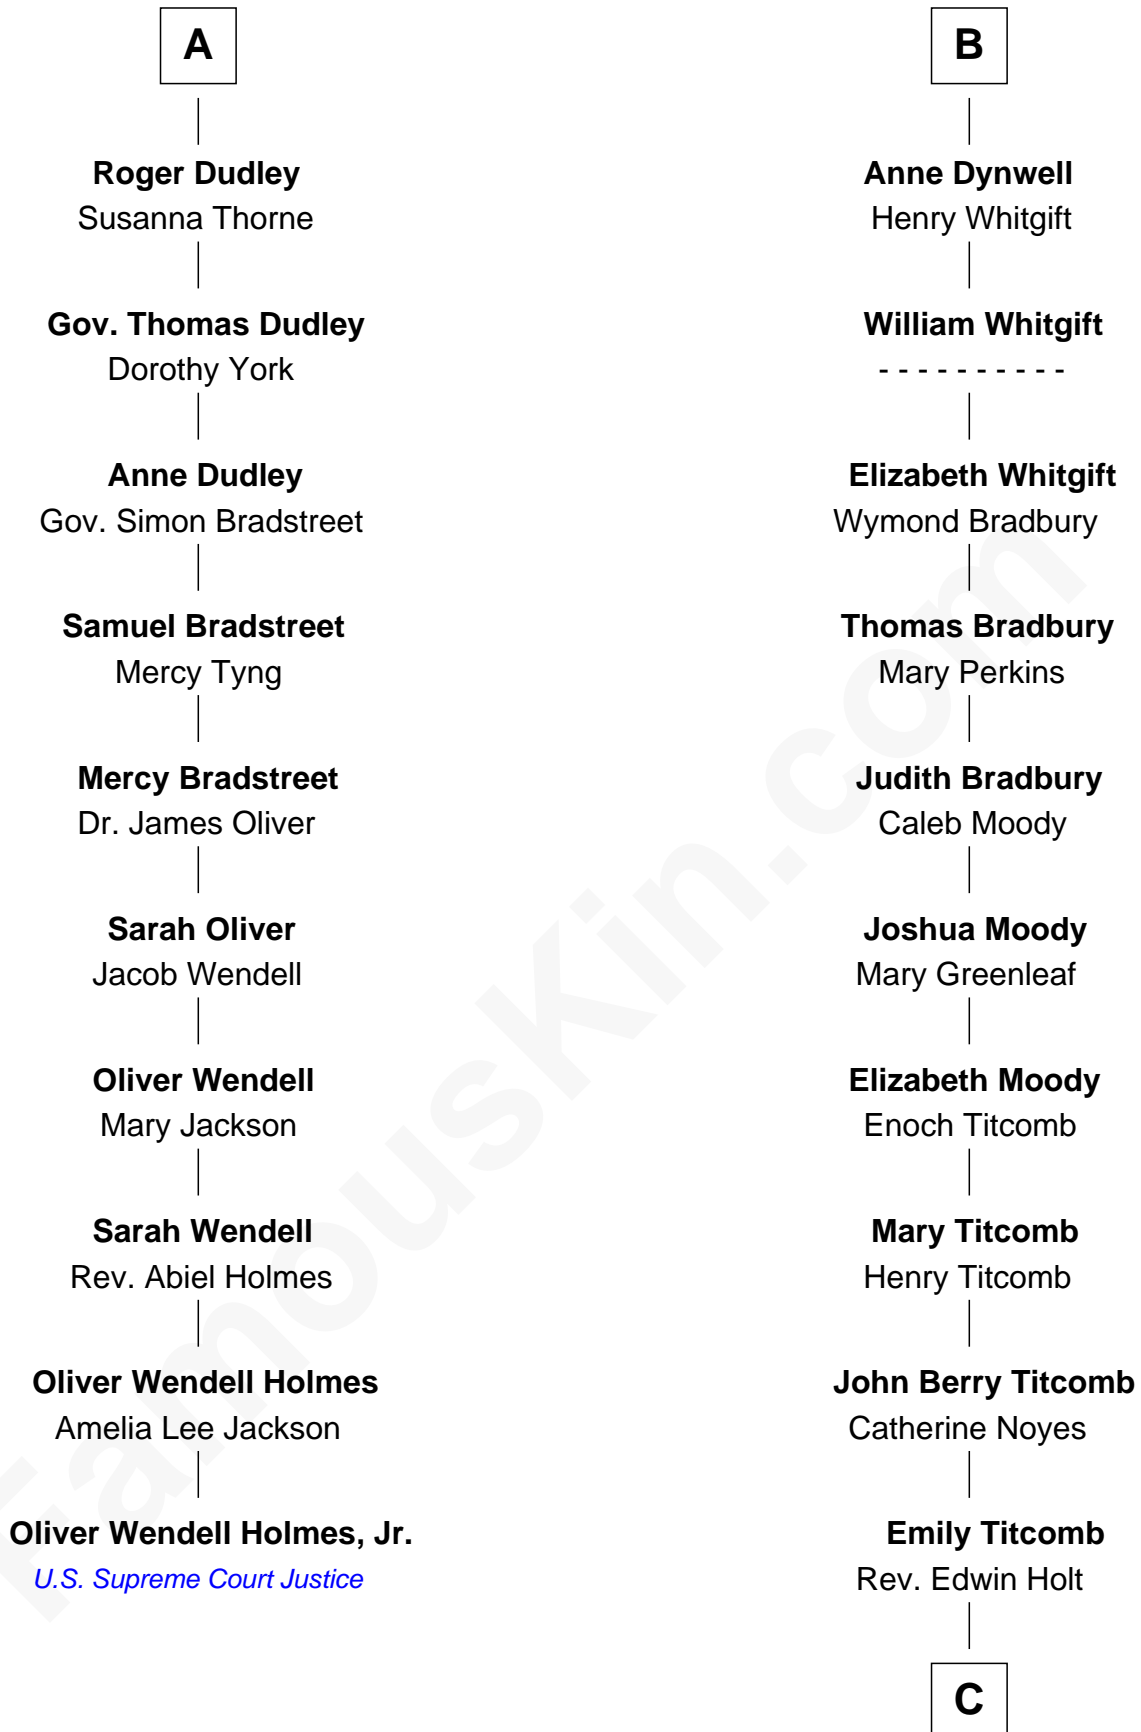 A
Roger Dudley
Susanna Thorne
Gov. Thomas Dudley
Dorothy York
Anne Dudley
Gov. Simon Bradstreet
Samuel Bradstreet
Mercy Tyng
Mercy Bradstreet
Dr. James Oliver
Sarah Oliver
Jacob Wendell
Oliver Wendell
Mary Jackson
Sarah Wendell
Rev. Abiel Holmes
Oliver Wendell Holmes
Amelia Lee Jackson
Oliver Wendell Holmes, Jr.
U.S. Supreme Court Justice
B
Anne Dynwell
Henry Whitgift
William Whitgift
- - - - - - - - - -
Elizabeth Whitgift
Wymond Bradbury
Thomas Bradbury
Mary Perkins
Judith Bradbury
Caleb Moody
Joshua Moody
Mary Greenleaf
Elizabeth Moody
Enoch Titcomb
Mary Titcomb
Henry Titcomb
John Berry Titcomb
Catherine Noyes
Emily Titcomb
Rev. Edwin Holt
C
FamousKin.com